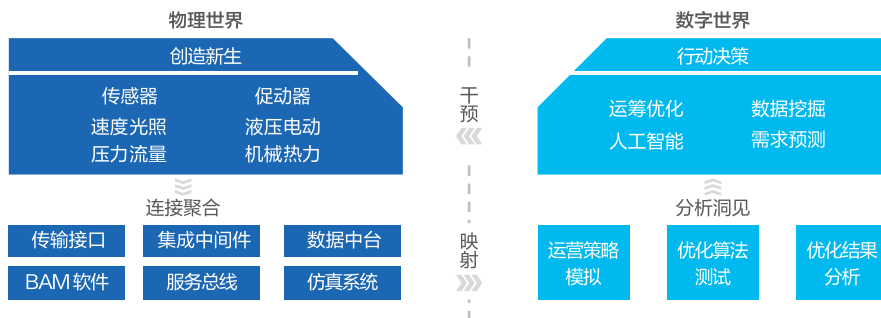 物理世界
创造新生
传感器 促动器
速度光照 液压电动
压力流量 机械热力
连接聚合
传输接口 集成中间件 数据中台
BAM 软件 服务总线 仿真系统
干预
映射
数字世界
行动决策
运筹优化 数据挖掘
人工智能 需求预测
分析洞见
运营策略 优化算法 优化结果
模拟 测试 分析